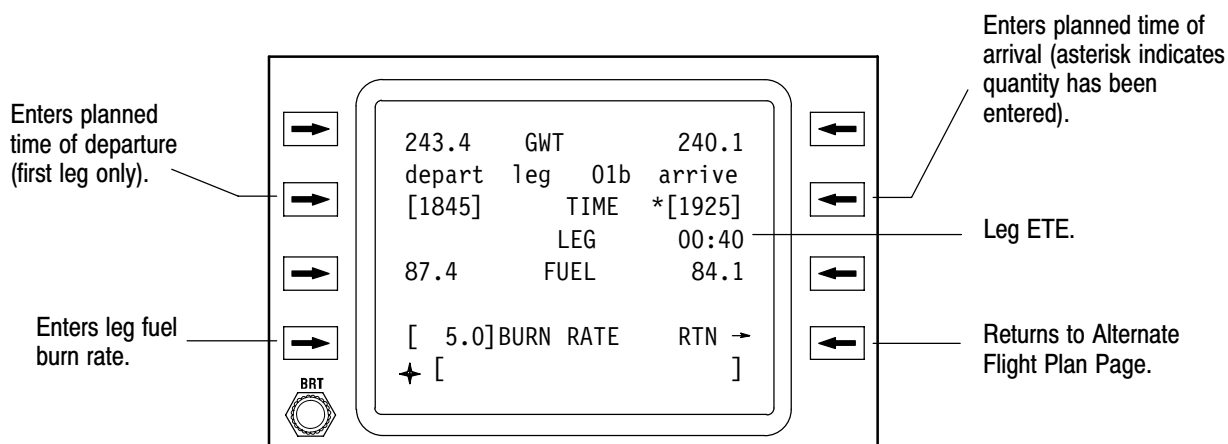 Enters planned
time of departure
(first leg only).
Enters leg fuel
burn rate.
BRT
243.4 GWT 240.1
depart leg 01b arrive
[1845] TIME *[1925]
LEG 00:40
87.4 FUEL 84.1
[ 5.0]BURN RATE RTN →
[ ]
Enters planned time of
arrival (asterisk indicates
quantity has been
entered).
Leg ETE.
Returns to Alternate
Flight Plan Page.